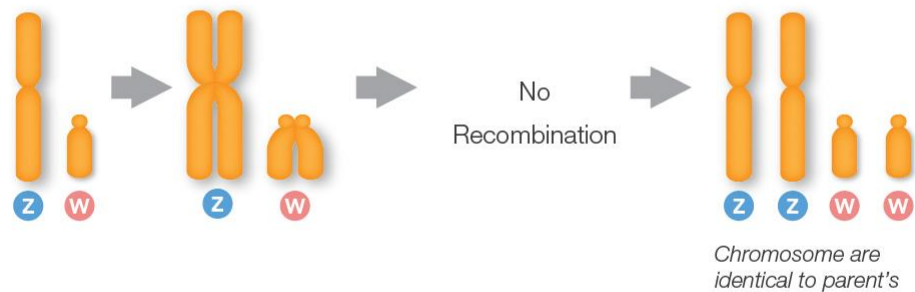 No
Recombination
Z W Z W Z Z W W
Chromosome are
identical to parent's